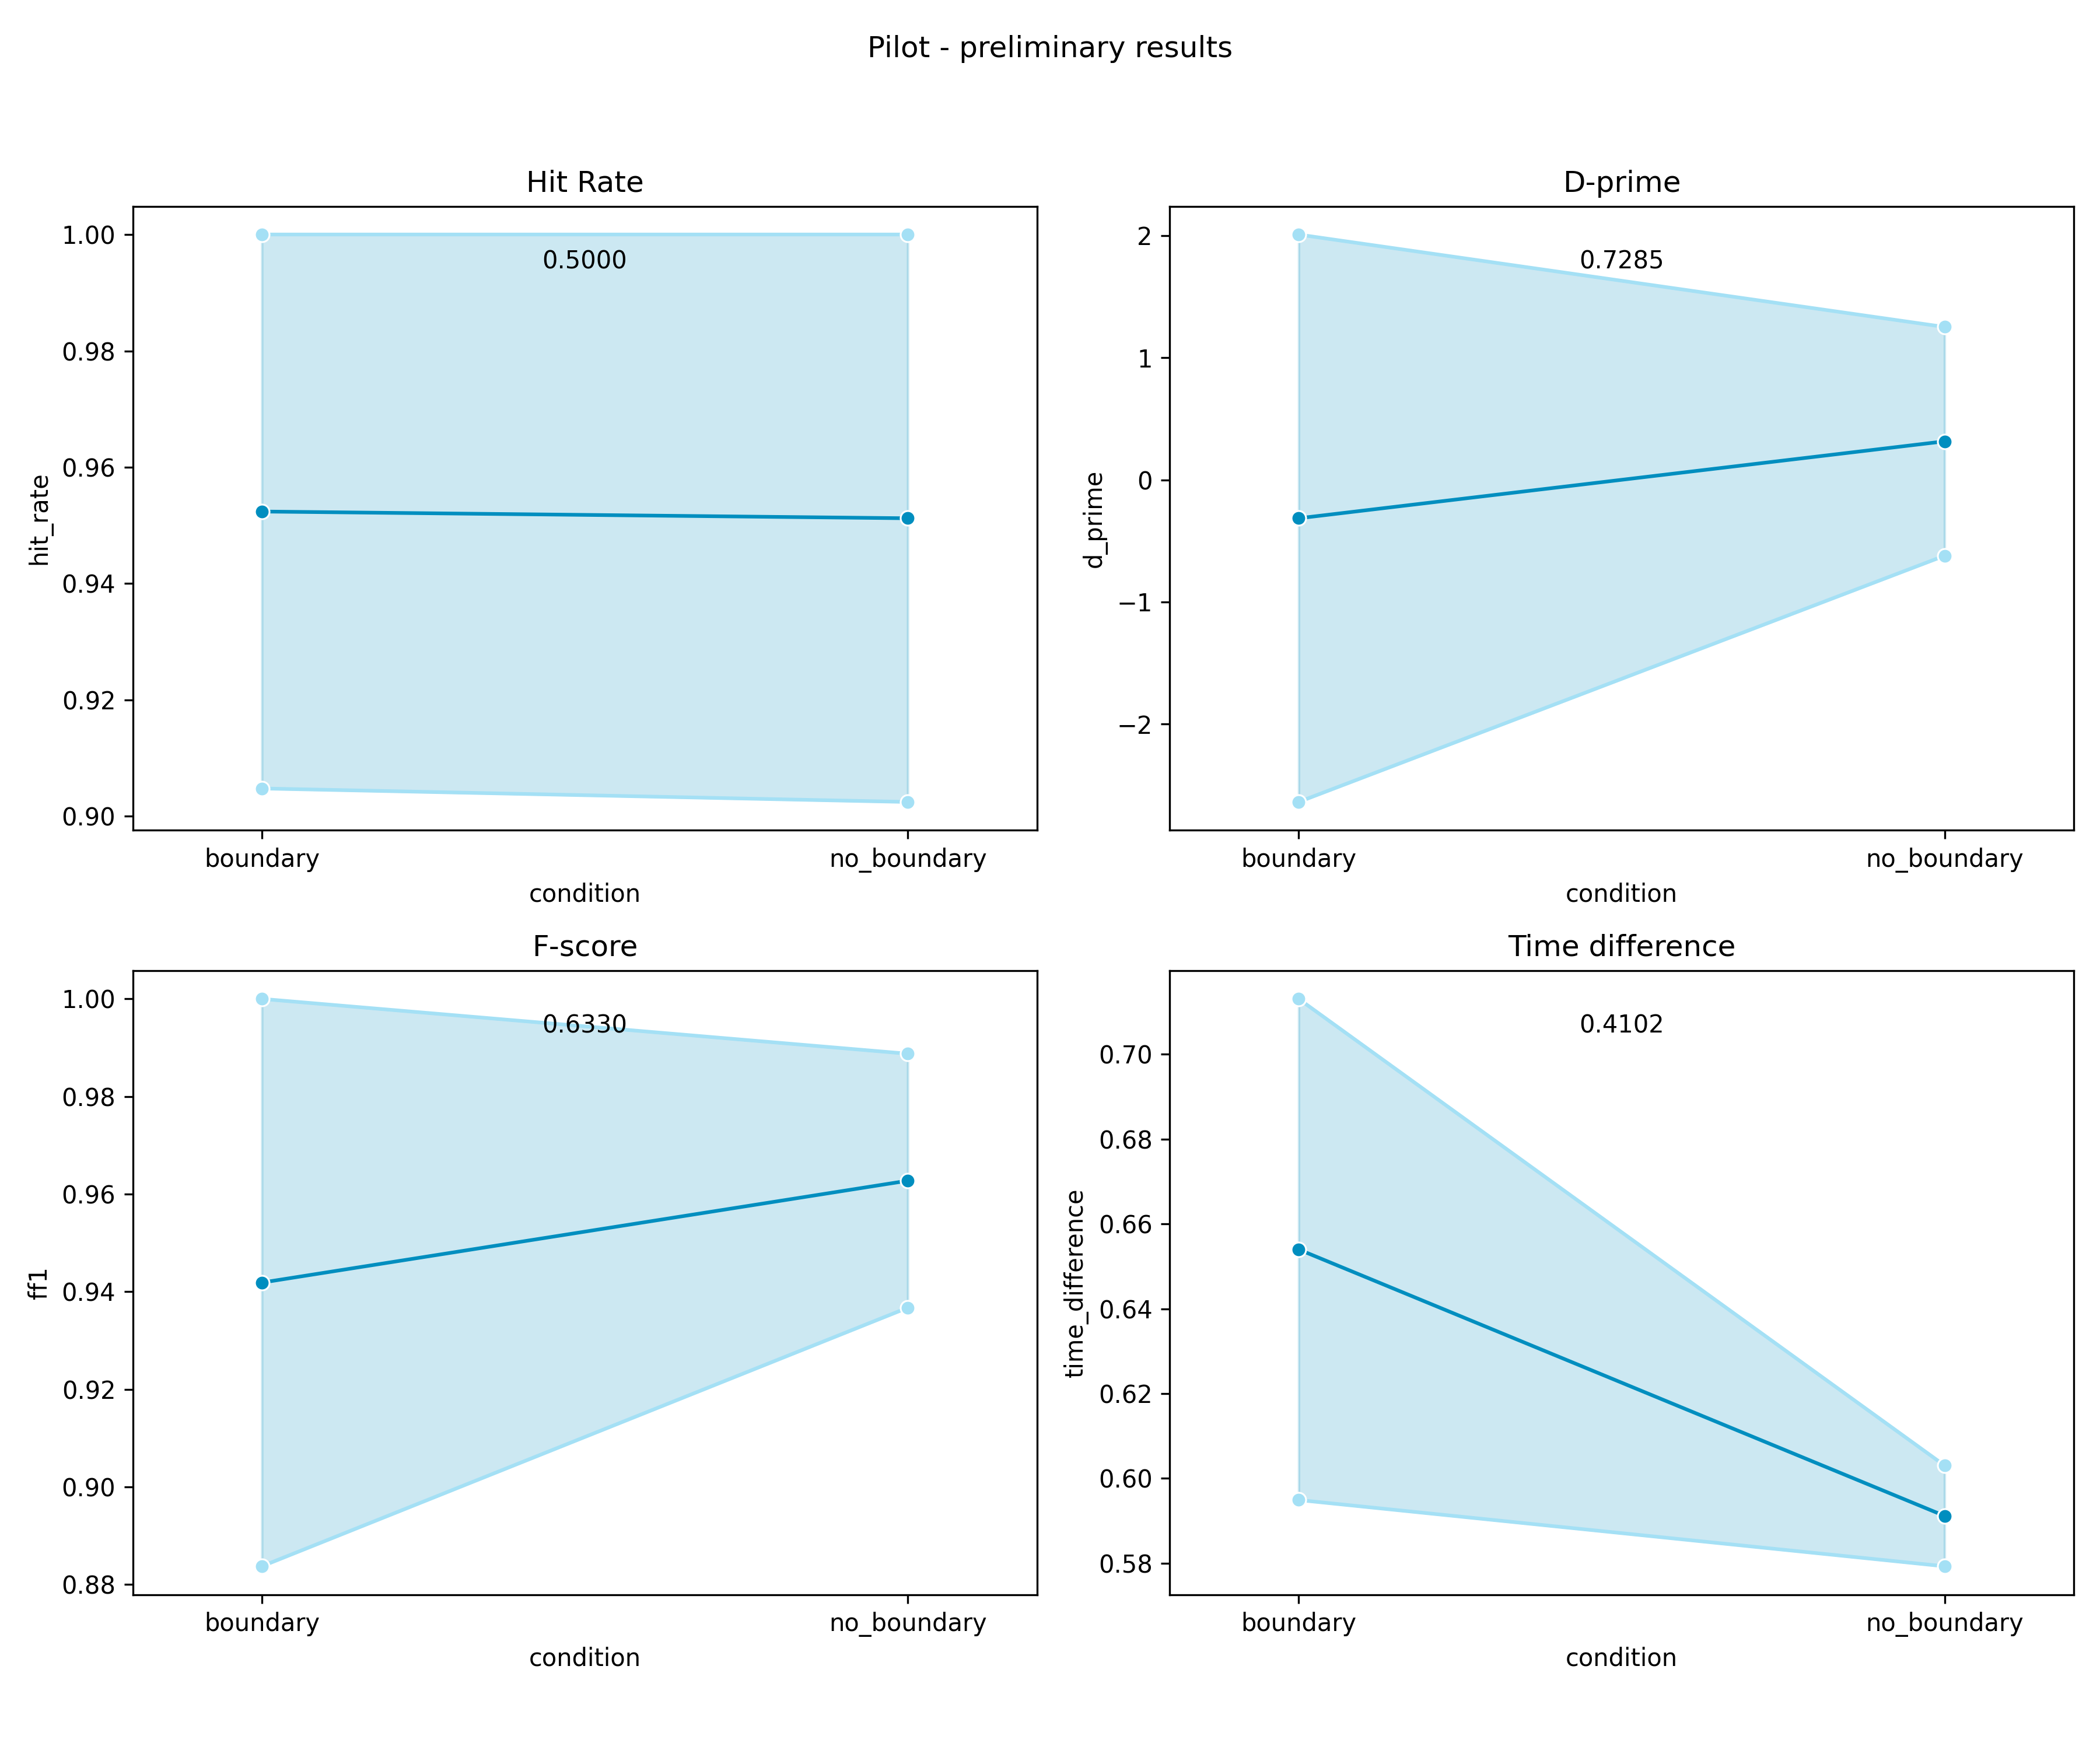 Pilot - preliminary results
Hit Rate
1.00
0.98
0.96
0.94
0.92
0.90
hit_rate
0.5000
boundary
no_boundary
condition
D-prime
2
1
0
−1
−2
d_prime
0.7285
boundary
no_boundary
condition
F-score
1.00
0.98
0.96
0.94
0.92
0.90
0.88
ff1
0.6330
boundary
no_boundary
condition
Time difference
0.70
0.68
0.66
0.64
0.62
0.60
0.58
time_difference
0.4102
boundary
no_boundary
condition